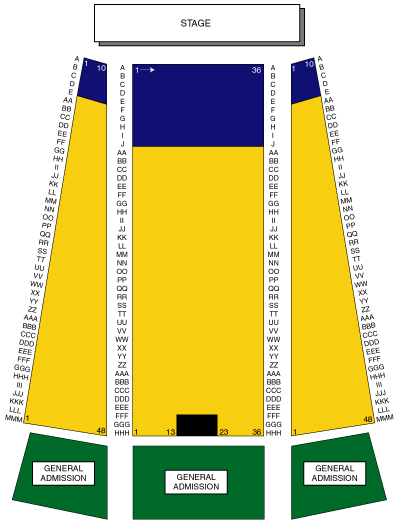 STAGE
A
B
C
D
E
AA
BB
CC
DD
EE
FF
GG
HH
II
JJ
KK
LL
MM
NN
OO
PP
QQ
RR
SS
TT
UU
VV
WW
XX
YY
ZZ
AAA
BBB
CCC
DDD
EEE
FFF
GGG
HHH
III
JJJ
KKK
LLL
MMM
1 10
1 48
A
B
C
D
E
F
G
H
I
J
AA
BB
CC
DD
EE
FF
GG
HH
II
JJ
KK
LL
MM
NN
OO
PP
QQ
RR
SS
TT
UU
VV
WW
XX
YY
ZZ
AAA
BBB
CCC
DDD
EEE
FFF
GGG
HHH
1 → 36
1 13 23 36
A
B
C
D
E
F
G
H
I
J
AA
BB
CC
DD
EE
FF
GG
HH
II
JJ
KK
LL
MM
NN
OO
PP
QQ
RR
SS
TT
UU
VV
WW
XX
YY
ZZ
AAA
BBB
CCC
DDD
EEE
FFF
GGG
HHH
1 10
1 48
A
B
C
D
E
AA
BB
CC
DD
EE
FF
GG
HH
II
JJ
KK
LL
MM
NN
OO
PP
QQ
RR
SS
TT
UU
VV
WW
XX
YY
ZZ
AAA
BBB
CCC
DDD
EEE
FFF
GGG
HHH
III
JJJ
KKK
LLL
MMM
GENERAL
ADMISSION
GENERAL
ADMISSION
GENERAL
ADMISSION